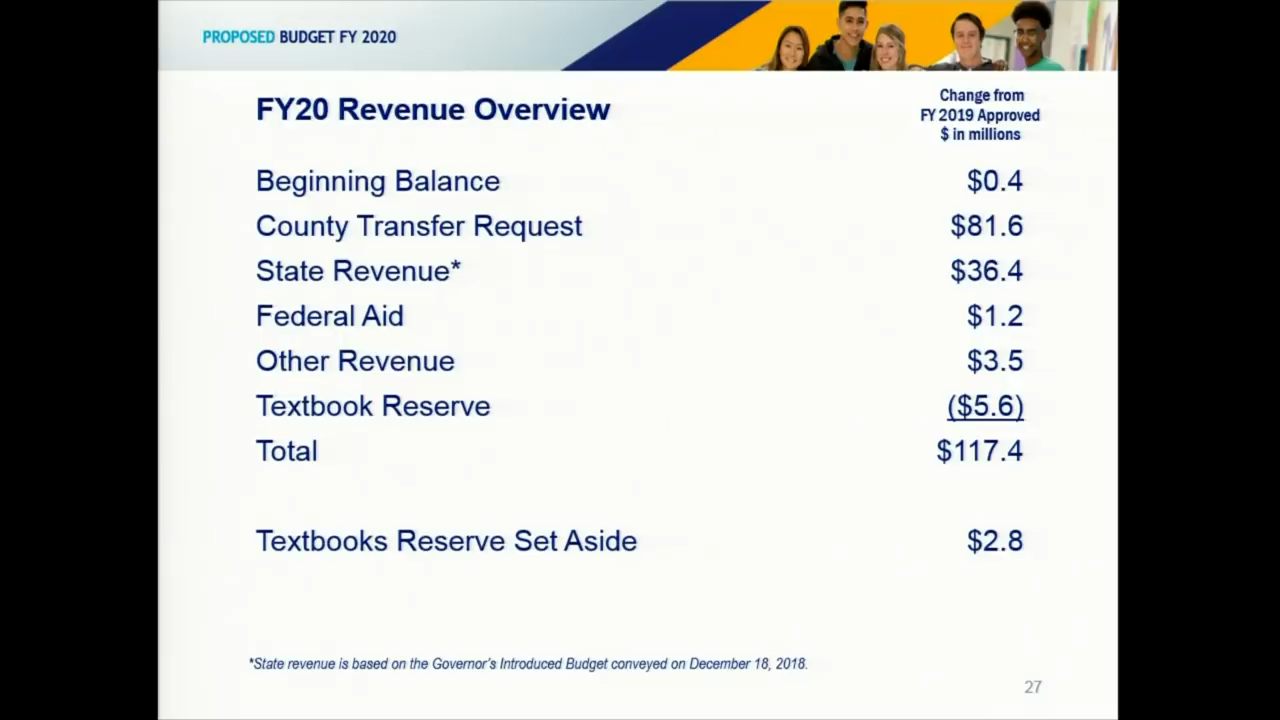 PROPOSED BUDGET FY 2020
FY20 Revenue Overview
Change from
FY 2019 Approved
$ in millions
Beginning Balance $0.4
County Transfer Request $81.6
State Revenue* $36.4
Federal Aid $1.2
Other Revenue $3.5
Textbook Reserve ($5.6)
Total $117.4
Textbooks Reserve Set Aside $2.8
*State revenue is based on the Governor's Introduced Budget conveyed on December 18, 2018.
27